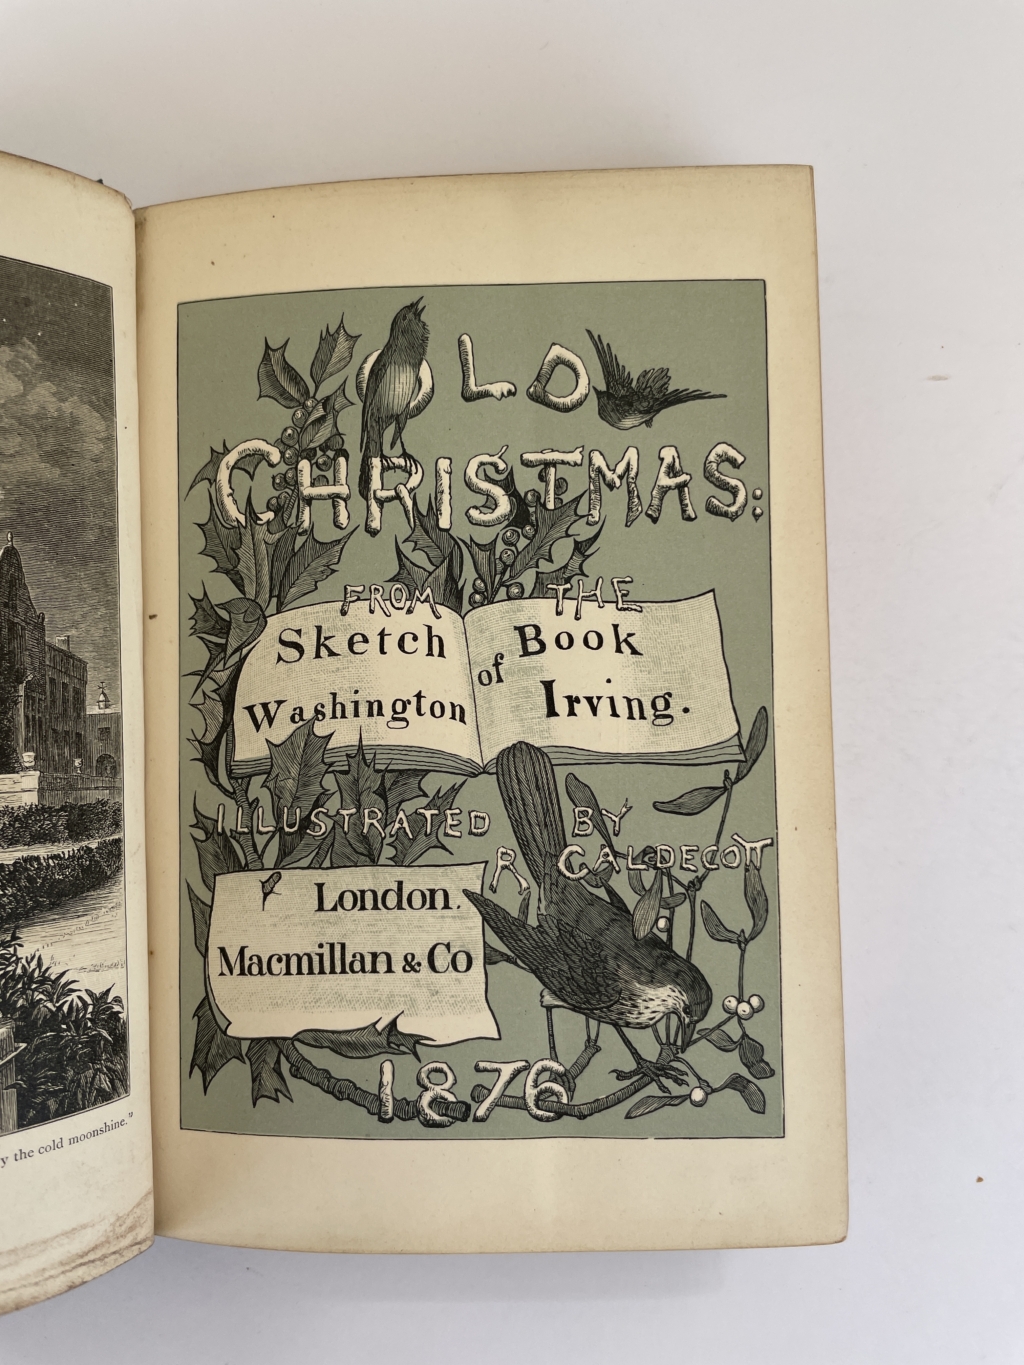 OLD
CHRISTMAS:
FROM THE
Sketch Book
of
Washington Irving.
ILLUSTRATED BY
R CALDECOTT
London.
Macmillan & Co
1876
y the cold moonshine."